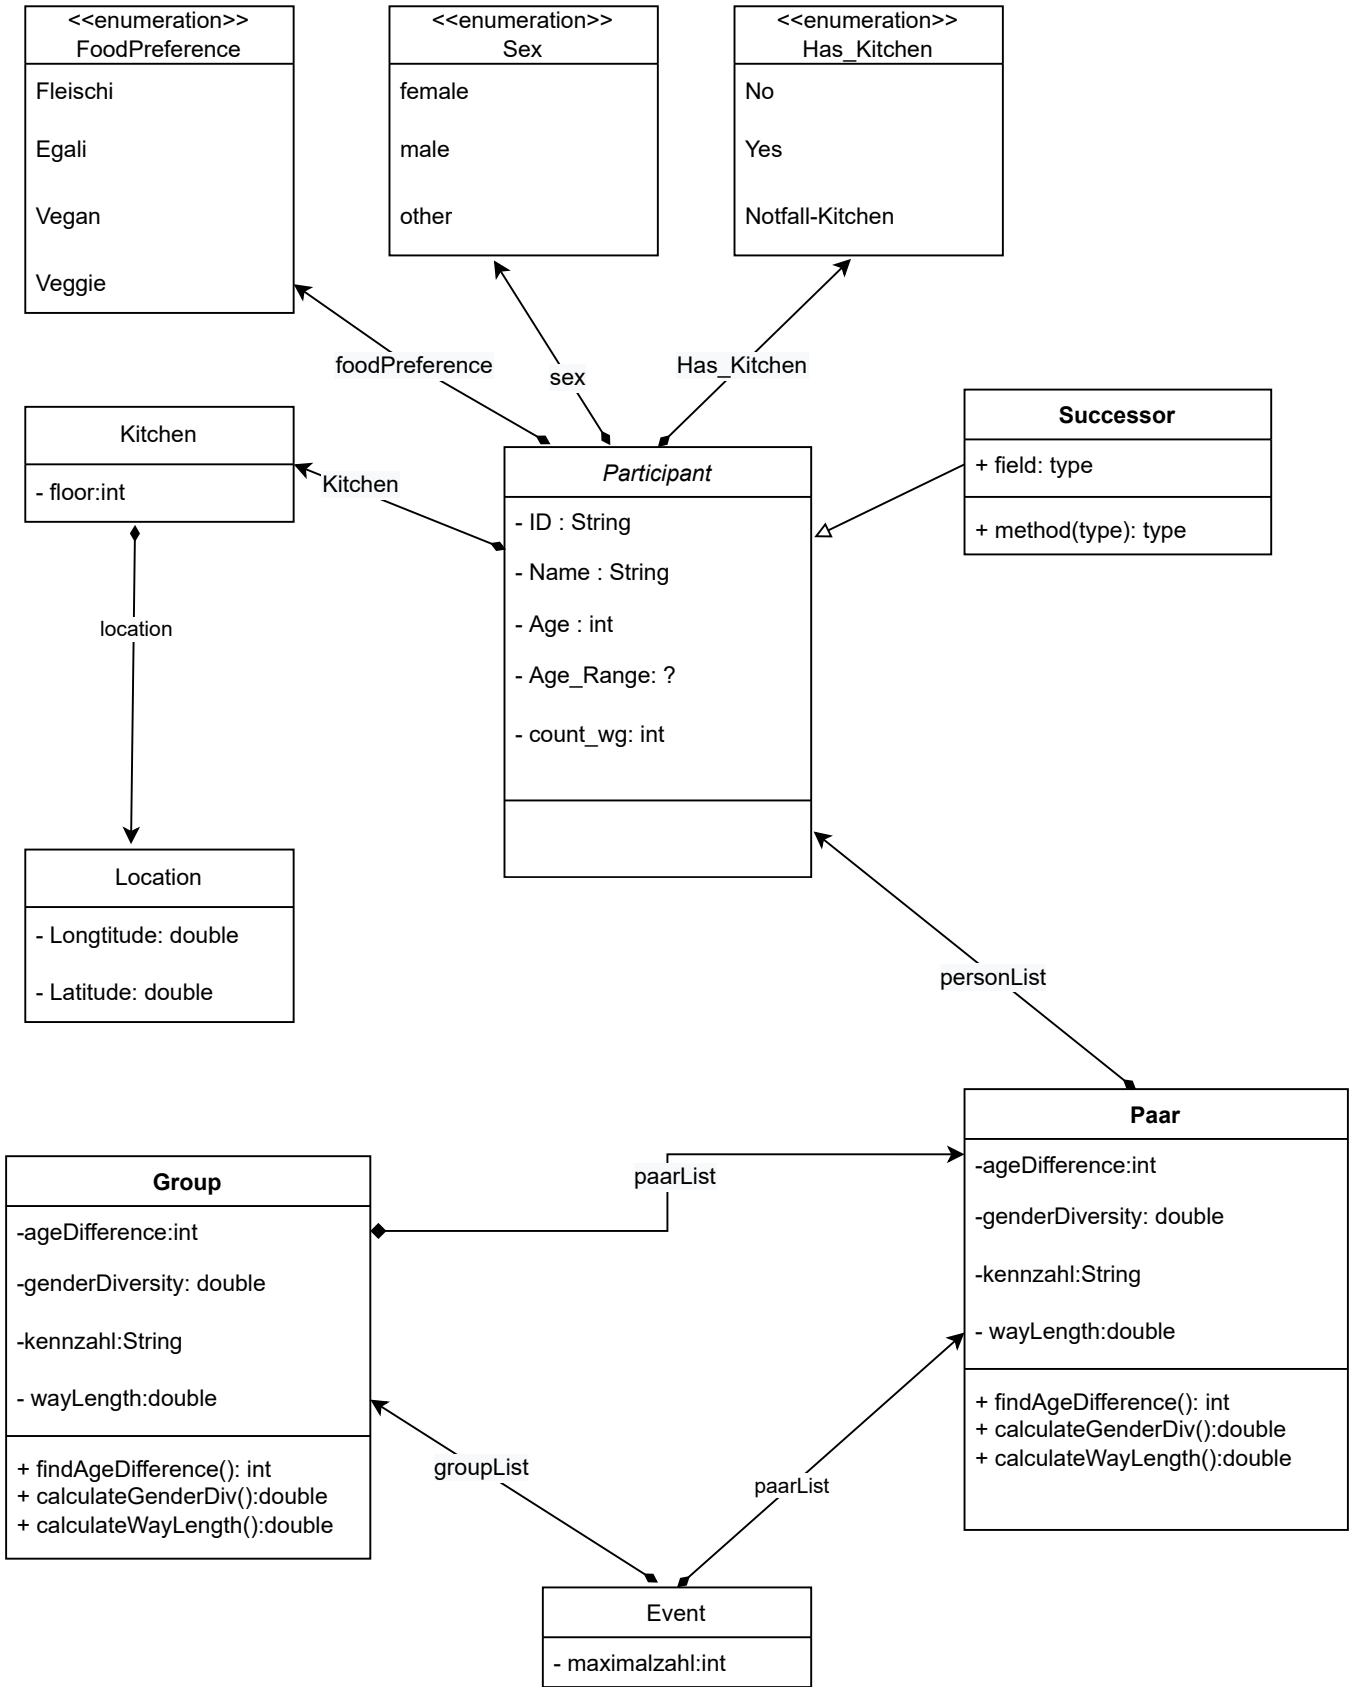 <<enumeration>>
FoodPreference
Fleischi
Egali
Vegan
Veggie
<<enumeration>>
Sex
female
male
other
<<enumeration>>
Has_Kitchen
No
Yes
Notfall-Kitchen
foodPreference
sex
Has_Kitchen
Kitchen
- floor:int
Kitchen
Participant
- ID : String
- Name : String
- Age : int
- Age_Range: ?
- count_wg: int
Successor
+ field: type
+ method(type): type
location
Location
- Longtitude: double
- Latitude: double
personList
Paar
-ageDifference:int
-genderDiversity: double
-kennzahl:String
- wayLength:double
+ findAgeDifference(): int
+ calculateGenderDiv():double
+ calculateWayLength():double
paarList
Group
-ageDifference:int
-genderDiversity: double
-kennzahl:String
- wayLength:double
+ findAgeDifference(): int
+ calculateGenderDiv():double
+ calculateWayLength():double
groupList
paarList
Event
- maximalzahl:int